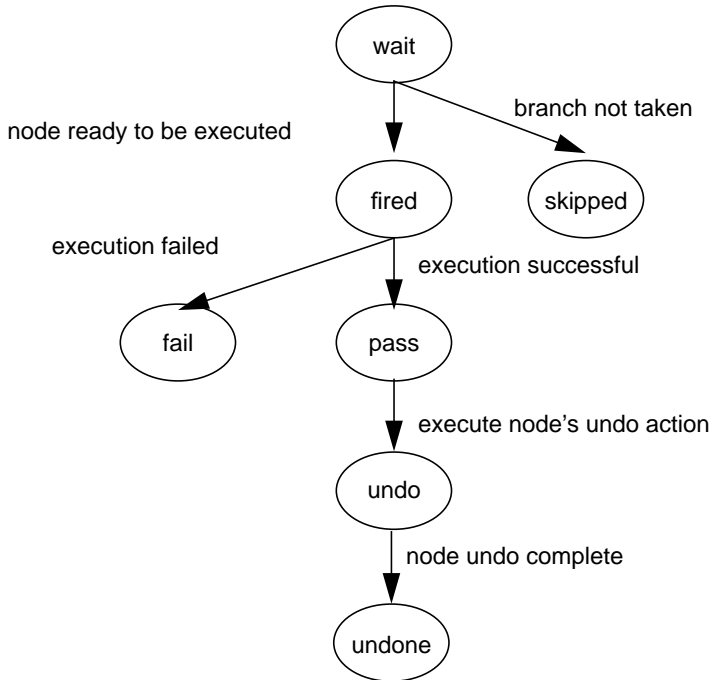 wait
branch not taken
node ready to be executed
fired
skipped
execution failed
execution successful
fail
pass
execute node's undo action
undo
node undo complete
undone